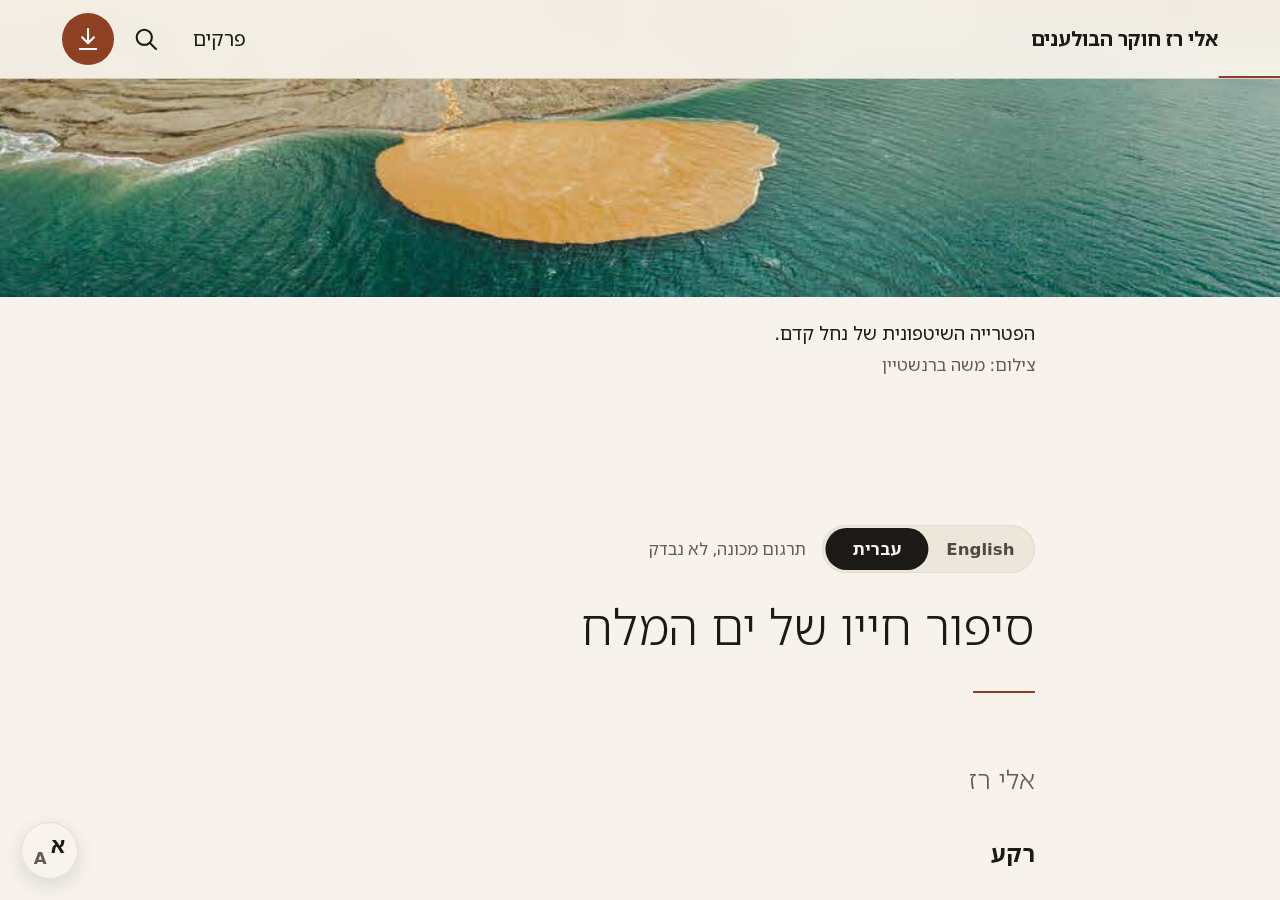 אלי רז חוקר הבולענים
פרקים
הפטרייה השיטפונית של נחל קדם.
צילום: משה ברנשטיין
English עברית תרגום מכונה, לא נבדק
סיפור חייו של ים המלח
אלי רז
רקע
א A